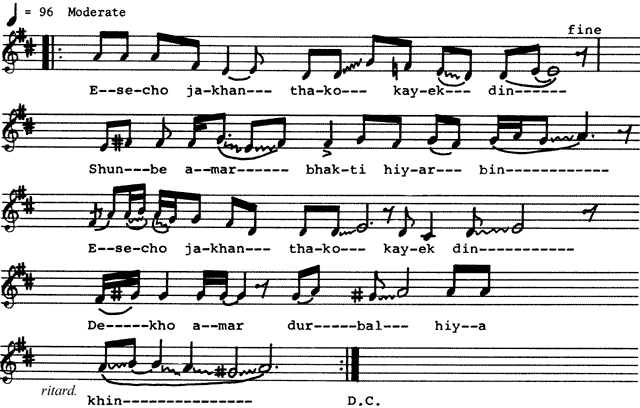 ♩ = 96 Moderate
fine
E--se-cho ja-khan--- tha-ko--- kay-ek--- din------
Shun---be a--mar------- bhak-ti hiy-ar--- bin------------
E--se-cho ja-khan--- tha-ko--- kay-ek din-----------
De-----kho a--mar dur-----bal--- hiy--a
ritard.
khin---------------- D.C.